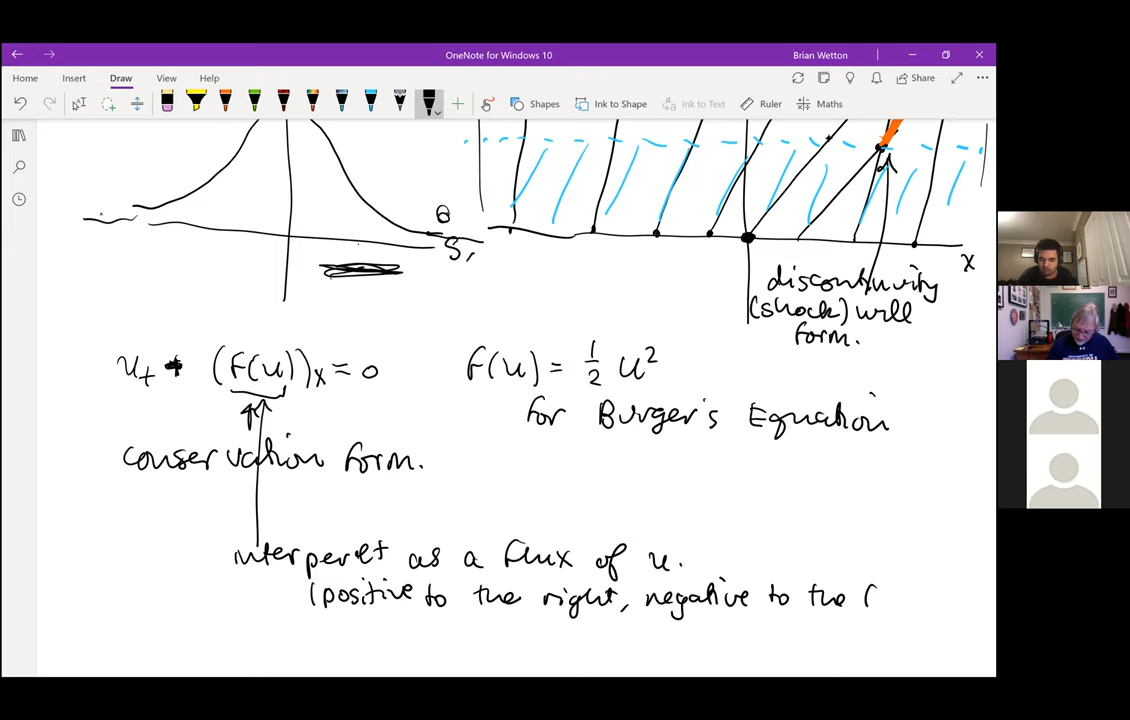 OneNote for Windows 10
Brian Wetton
Home Insert Draw View Help
Share
Shapes Ink to Shape Ink to Text Ruler Maths
x
discontinuity
(shock) will
form.
u_t + (F(u))_x = 0
F(u) = 1/2 u²
for Burger's Equation
conservation form.
interperet as a flux of u.
(positive to the right, negative to the (